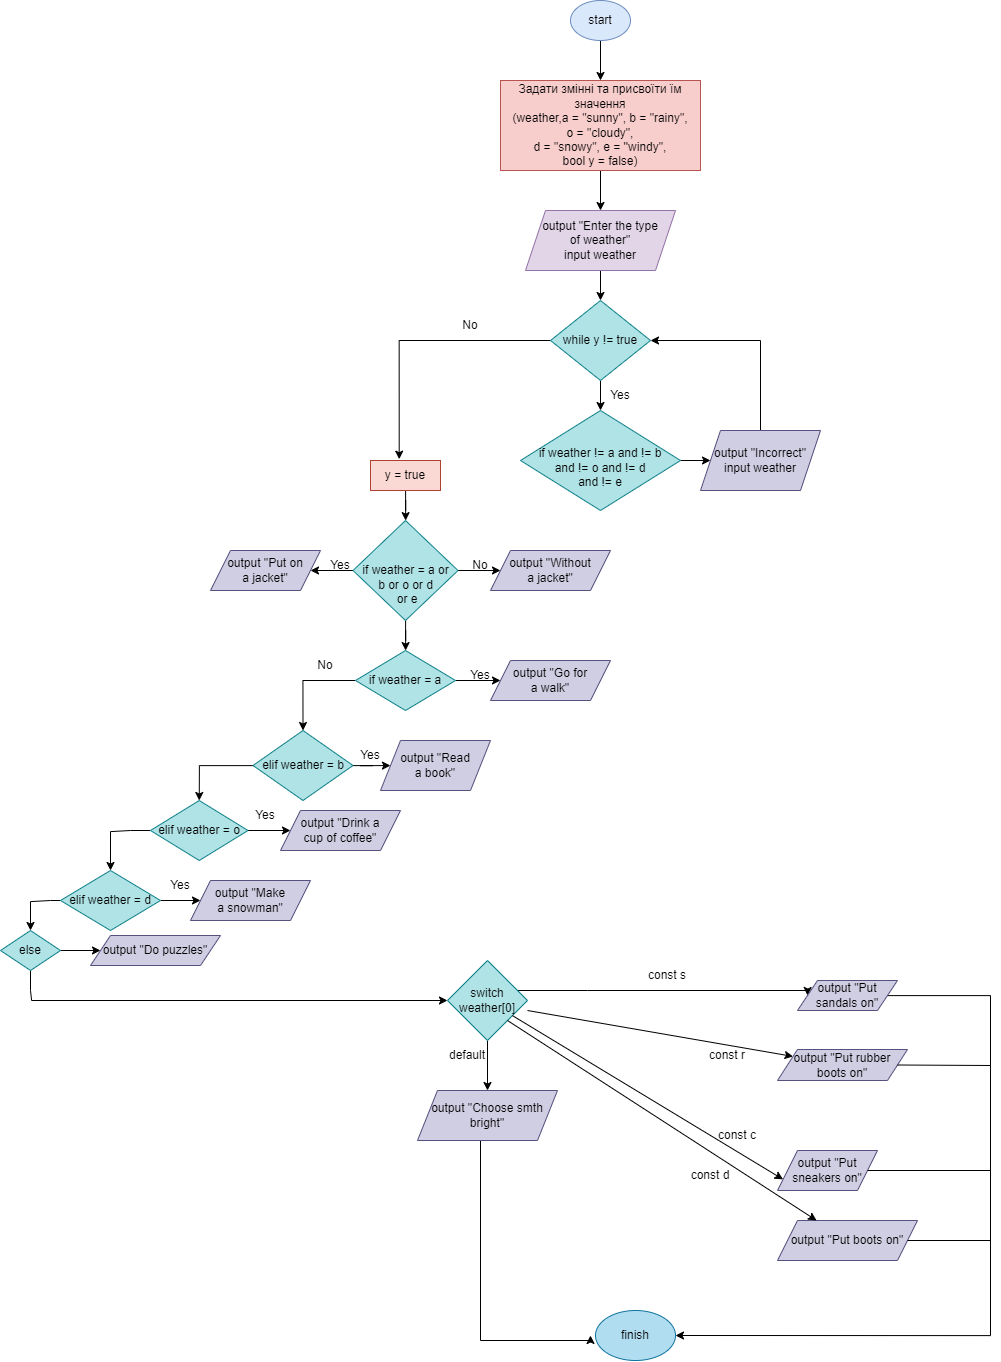 start
Задати змінні та присвоїти їм
значення
(weather,a = "sunny", b = "rainy",
o = "cloudy",
d = "snowy", e = "windy",
bool y = false)
output "Enter the type
of weather"
input weather
No
while y != true
Yes
if weather != a and != b
and != o and != d
and != e
output "Incorrect"
input weather
y = true
output "Put on
a jacket"
Yes
if weather = a or
b or o or d
or e
No
output "Without
a jacket"
No
if weather = a
Yes
output "Go for
a walk"
elif weather = b
Yes
output "Read
a book"
elif weather = o
Yes
output "Drink a
cup of coffee"
elif weather = d
Yes
output "Make
a snowman"
else
output "Do puzzles"
switch
weather[0]
const s
output "Put
sandals on"
default
const r
output "Put rubber
boots on"
output "Choose smth
bright"
const c
output "Put
sneakers on"
const d
output "Put boots on"
finish